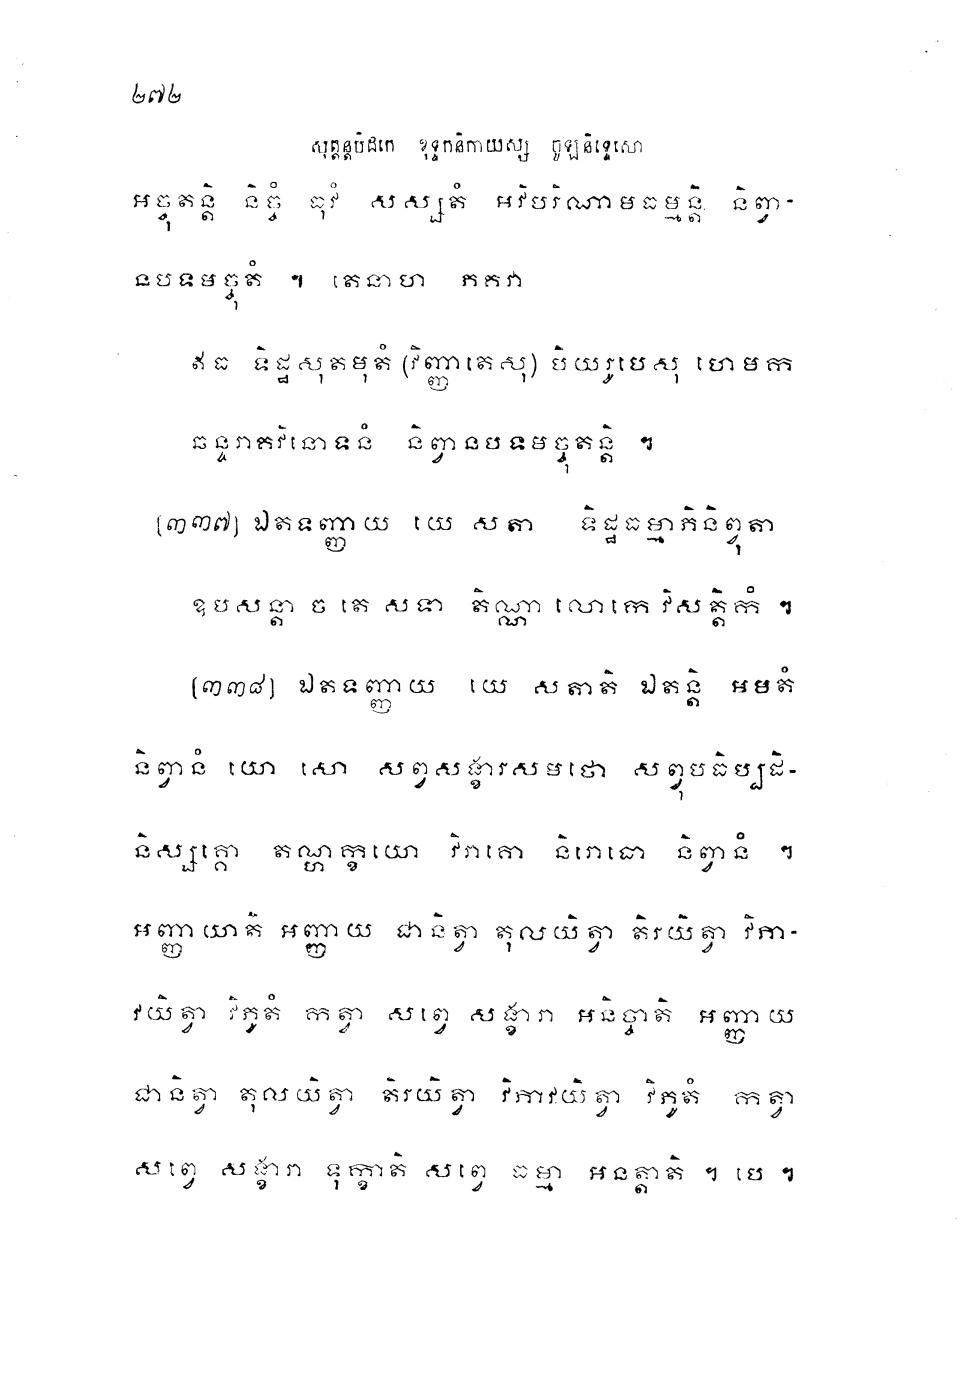 ២៧២
សុត្តន្តបិដកេ ខុទ្ទកនិកាយស្ស ចូឡនិទ្ទេសោ
អច្ចុតន្តិ និច្ចំ ធុវំ សស្សតំ អវិបរិណាមធម្មន្តិ និព្វា-
នបទមច្ចុតំ ។ តេនាហ ភគវា
ឥធ ទិដ្ឋសុតមុតំ (វិញ្ញាតេសុ) បិយរូបេសុ ហេមក
ឆន្ទរាគវិនោទនំ និព្វានបទមច្ចុតន្តិ ។
(៣៣៧) ឯតទញ្ញាយ យេ សតា ទិដ្ឋធម្មាភិនិព្វុតា
ឧបសន្តា ច តេ សទា តិណ្ណា លោកេ វិសត្តិកំ ។
(៣៣៨) ឯតទញ្ញាយ យេ សតាតិ ឯតន្តិ អមតំ
និព្វានំ យោ សោ សព្វសង្ខារសមថោ សព្វុបធិប្បដិ-
និស្សគ្គោ តណ្ហក្ខយោ វិរាគោ និរោធោ និព្វានំ ។
អញ្ញាយាតិ អញ្ញាយ ជានិត្វា តុលយិត្វា តិរយិត្វា វិភា-
វយិត្វា វិភូតំ កត្វា សព្វេ សង្ខារា អនិច្ចាតិ អញ្ញាយ
ជានិត្វា តុលយិត្វា តិរយិត្វា វិភាវយិត្វា វិភូតំ កត្វា
សព្វេ សង្ខារា ទុក្ខាតិ សព្វេ ធម្មា អនត្តាតិ ។ បេ ។